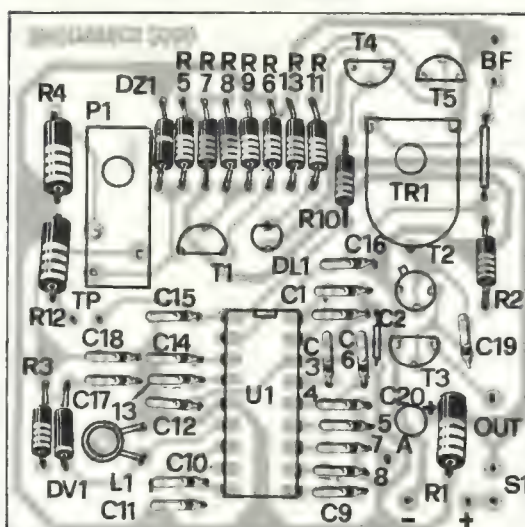 T4
R R R R R R R
BF
DZ1 5 7 8 9 6 13 11
T5
R4
P1
TR1
R10
T1
DL1
C16
T2
R2
R12
TP
C15
C1
C2
C19
C18
C14
C 3
C 6
T3
R3
U1
C17
13
4
C20
+
OUT
C12
5
7
A
DV1
L1
C10
8
R1
S1
C11
C9
-
+